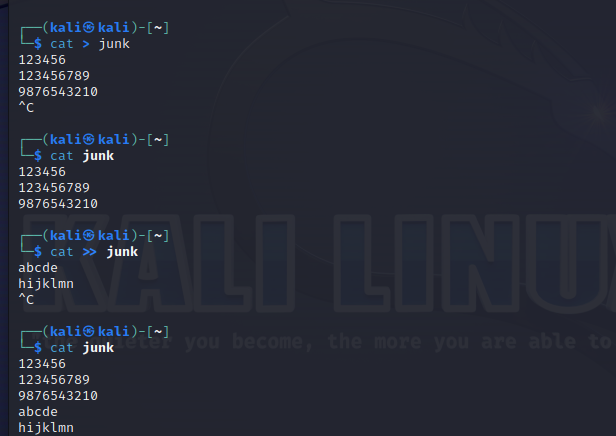 ┌──(kali㉿kali)-[~]
└─$ cat > junk
123456
123456789
9876543210
^C
┌──(kali㉿kali)-[~]
└─$ cat junk
123456
123456789
9876543210
┌──(kali㉿kali)-[~]
└─$ cat >> junk
abcde
hijklmn
^C
┌──(kali㉿kali)-[~]
└─$ cat junk
123456
123456789
9876543210
abcde
hijklmn
KALI LINU
you become, the more you are able to